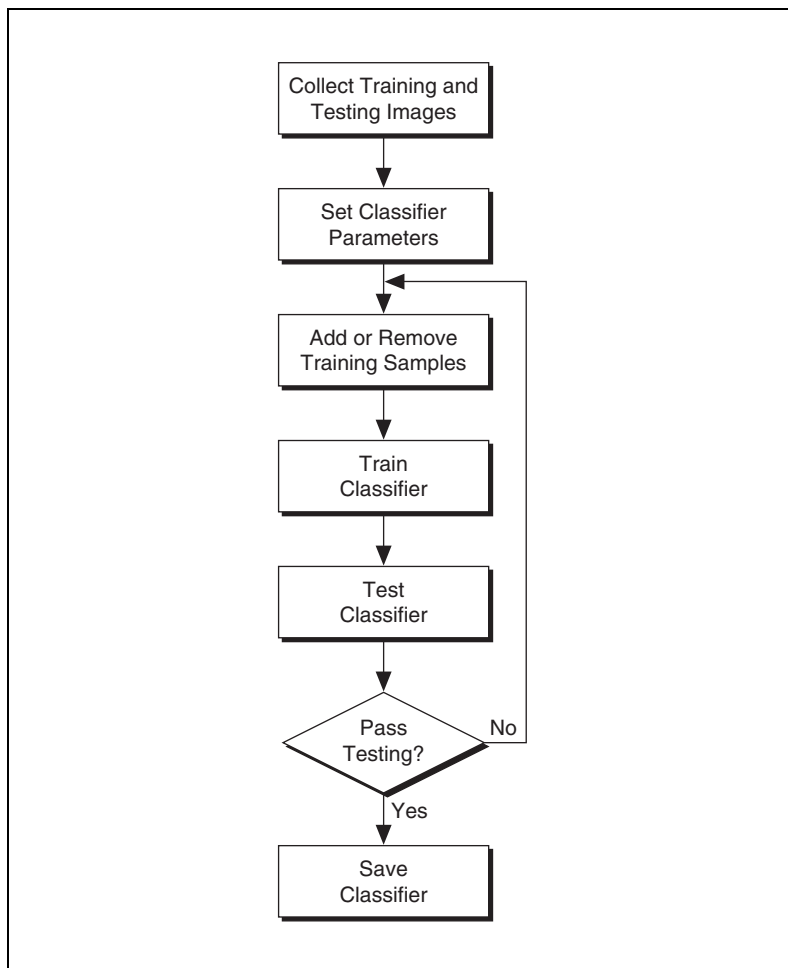 Collect Training and
Testing Images
Set Classifier
Parameters
Add or Remove
Training Samples
Train
Classifier
Test
Classifier
Pass
Testing?
No
Yes
Save
Classifier